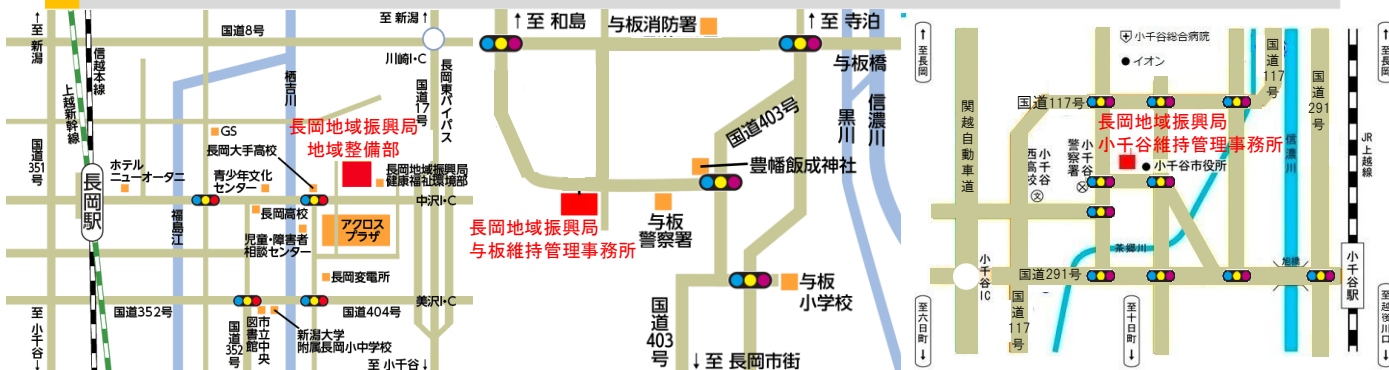 ↑至 新潟
至 新潟↑
国道8号
信越本線
上越新幹線
栖吉川
川崎I・C
国道17号
長岡東バイパス
国道351号
GS
長岡大手高校
長岡地域振興局
地域整備部
ホテル
ニューオータニ
青少年文化
センター
長岡地域振興局
健康福祉環境部
長岡駅
中沢I・C
福島江
長岡高校
アクロス
プラザ
児童・障害者
相談センター
長岡変電所
美沢I・C
国道352号
国道404号
至 小千谷↓
国道352号
市立中央
図書館
新潟大学
附属長岡小中学校
至 小千谷↓
↑至 和島
与板消防署
↑至 寺泊
与板橋
国道403号
黒川
信濃川
豊幡飯成神社
長岡地域振興局
与板維持管理事務所
与板
警察署
与板
小学校
国道403号
↓至 長岡市街
↑至長岡
小千谷総合病院
イオン
国道117号
↑至長岡
関越自動車道
国道117号
国道291号
長岡地域振興局
小千谷維持管理事務所
信濃川
JR上越線
小千谷
警察署
小千谷
西高校
小千谷市役所
茶郷川
旭橋
小千谷IC
国道291号
小千谷駅
至六日町↓
国道117号
至十日町↓
至越後川口↓